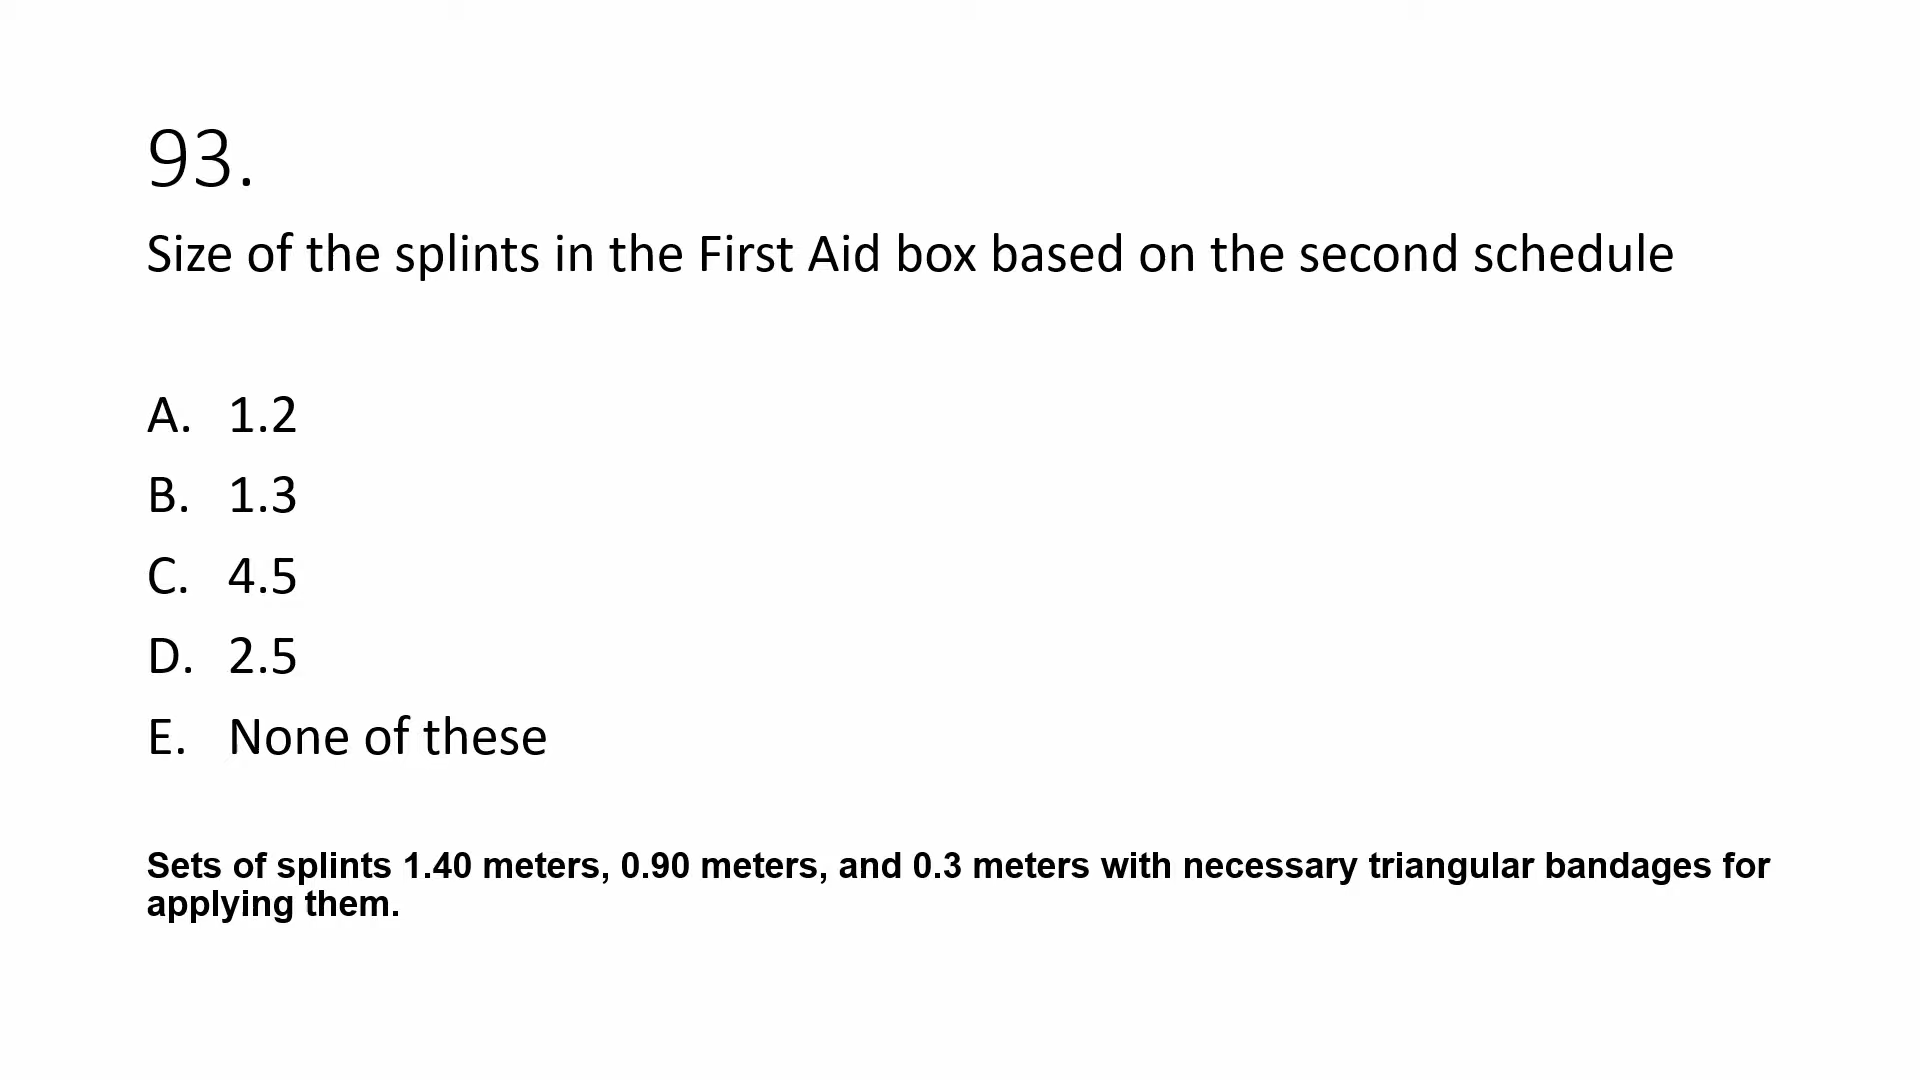 93.
Size of the splints in the First Aid box based on the second schedule
A. 1.2
B. 1.3
C. 4.5
D. 2.5
E. None of these
Sets of splints 1.40 meters, 0.90 meters, and 0.3 meters with necessary triangular bandages for
applying them.